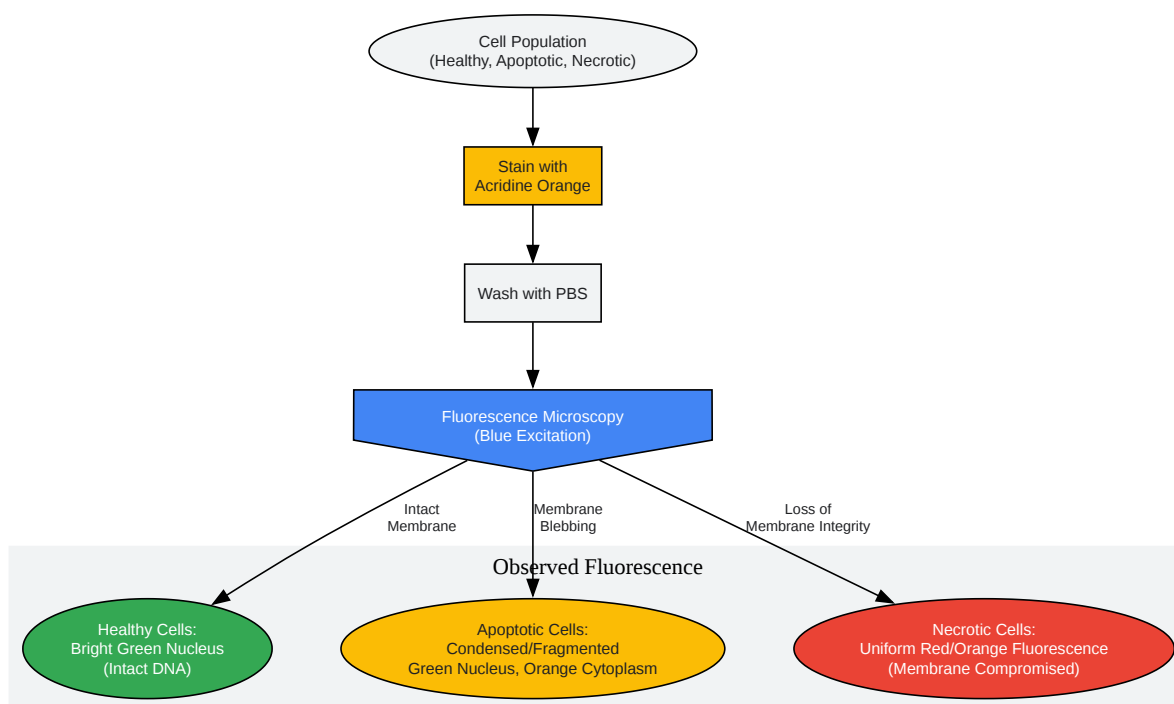 Cell Population
(Healthy, Apoptotic, Necrotic)
Stain with
Acridine Orange
Wash with PBS
Fluorescence Microscopy
(Blue Excitation)
Intact
Membrane
Membrane
Blebbing
Loss of
Membrane Integrity
Observed Fluorescence
Healthy Cells:
Bright Green Nucleus
(Intact DNA)
Apoptotic Cells:
Condensed/Fragmented
Green Nucleus, Orange Cytoplasm
Necrotic Cells:
Uniform Red/Orange Fluorescence
(Membrane Compromised)